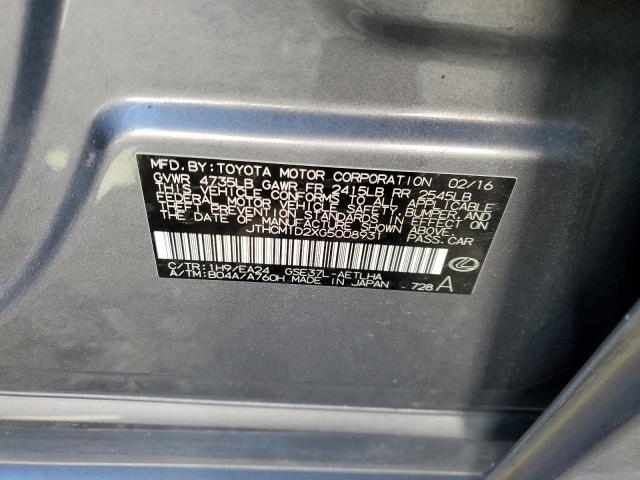 MFD. BY: TOYOTA MOTOR CORPORATION 02/16
GVWR 4735LB GAWR FR 2415LB RR 2545LB
THIS VEHICLE CONFORMS TO ALL APPLICABLE
FEDERAL MOTOR VEHICLE SAFETY, BUMPER, AND
THEFT PREVENTION STANDARDS IN EFFECT ON
THE DATE OF MANUFACTURE SHOWN ABOVE.
JTHCM1D2XG5008931 PASS.CAR
C/TR: 1H9/EA24 GSE37L-AETLHA
A/TM: B04A/A760H MADE IN JAPAN 728 A